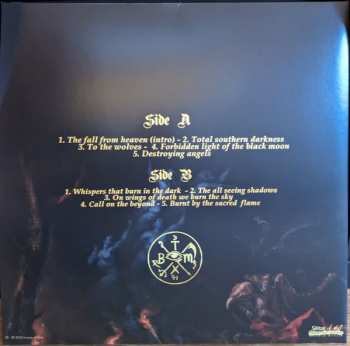 Side A
1. The fall from heaven (intro) - 2. Total southern darkness
3. To the wolves - 4. Forbidden light of the black moon
5. Destroying angels
Side B
1. Whispers that burn in the dark - 2. The all seeing shadows
3. On wings of death we burn the sky
4. Call on the beyond - 5. Burnt by the sacred flame